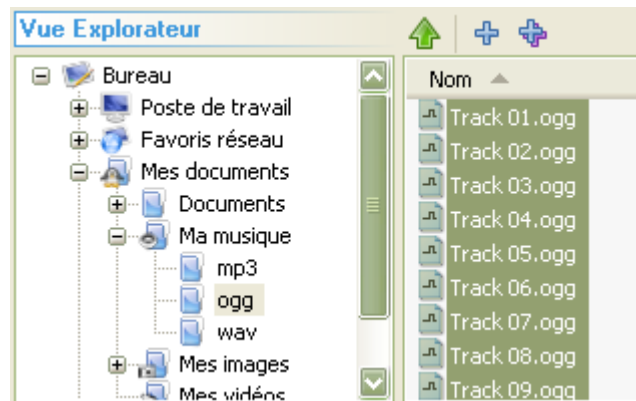 Vue Explorateur
Bureau
Poste de travail
Favoris réseau
Mes documents
Documents
Ma musique
mp3
ogg
wav
Mes images
Mes vidéos
Nom
Track 01.ogg
Track 02.ogg
Track 03.ogg
Track 04.ogg
Track 05.ogg
Track 06.ogg
Track 07.ogg
Track 08.ogg
Track 09.ogg